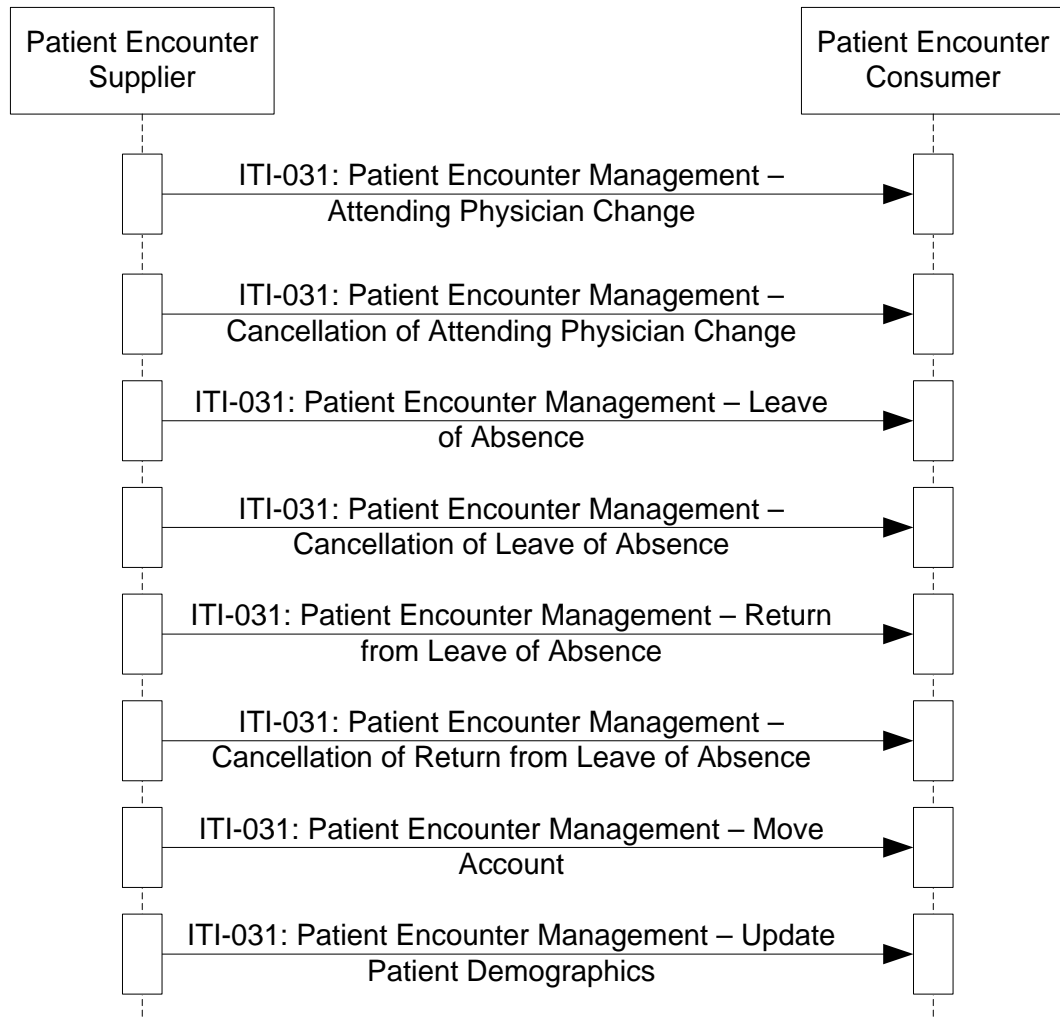 Patient Encounter
Supplier
Patient Encounter
Consumer
ITI-031: Patient Encounter Management –
Attending Physician Change
ITI-031: Patient Encounter Management –
Cancellation of Attending Physician Change
ITI-031: Patient Encounter Management – Leave
of Absence
ITI-031: Patient Encounter Management –
Cancellation of Leave of Absence
ITI-031: Patient Encounter Management – Return
from Leave of Absence
ITI-031: Patient Encounter Management –
Cancellation of Return from Leave of Absence
ITI-031: Patient Encounter Management – Move
Account
ITI-031: Patient Encounter Management – Update
Patient Demographics